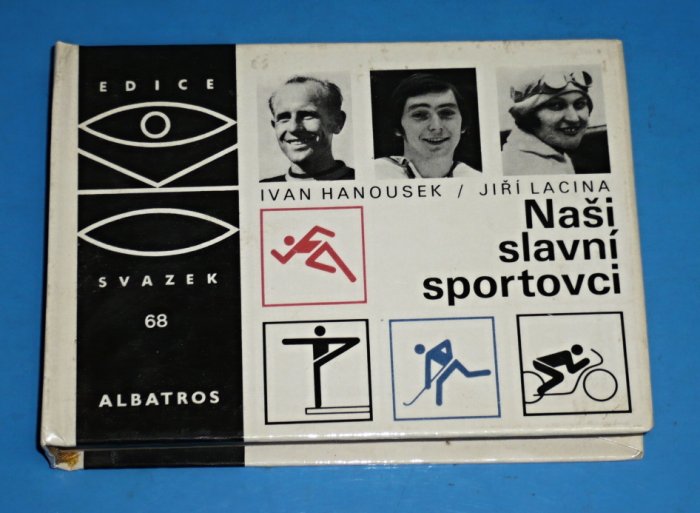 EDICE
SVAZEK
68
ALBATROS
IVAN HANOUSEK / JIŘÍ LACINA
Naši
slavní
sportovci